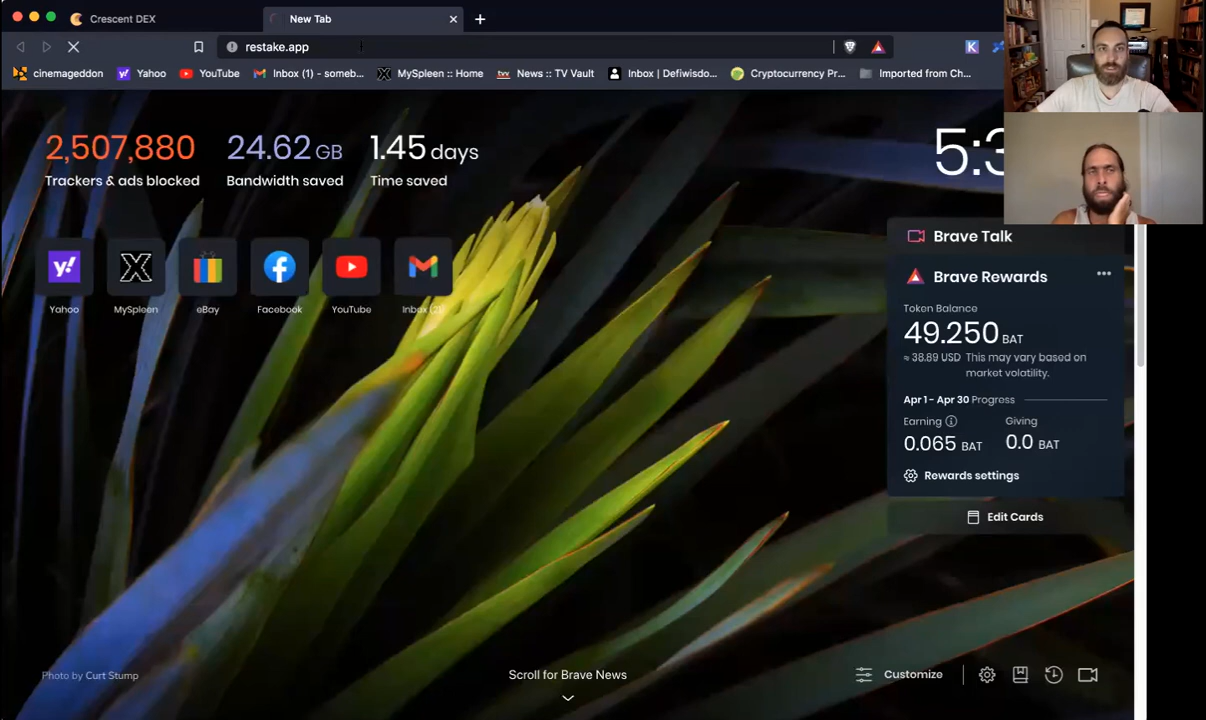 Crescent DEX
New Tab
restake.app
cinemageddon
Yahoo
YouTube
Inbox (1) - someb...
MySpleen :: Home
tvv
News :: TV Vault
Inbox | Defiwisdo...
Cryptocurrency Pr...
Imported from Ch...
2,507,880
24.62 GB
1.45 days
5:3
Trackers & ads blocked
Bandwidth saved
Time saved
Brave Talk
Brave Rewards
Token Balance
49.250 BAT
≈ 38.89 USD This may vary based on
market volatility.
Apr 1 - Apr 30 Progress
Earning
Giving
0.065 BAT
0.0 BAT
Rewards settings
Edit Cards
Yahoo
MySpleen
eBay
Facebook
YouTube
Inbox
Photo by Curt Stump
Scroll for Brave News
Customize